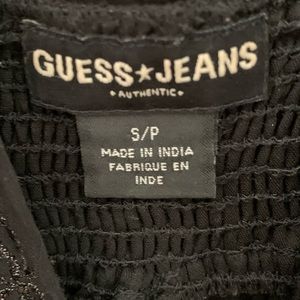 GUESS★JEANS
• AUTHENTIC •
S/P
MADE IN INDIA
FABRIQUE EN
INDE